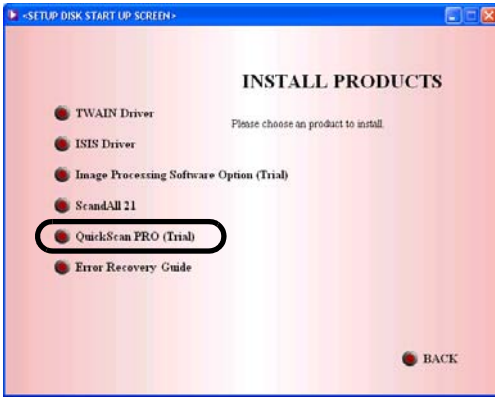 <SETUP DISK START UP SCREEN>
INSTALL PRODUCTS
Please choose an product to install.
TWAIN Driver
ISIS Driver
Image Processing Software Option (Trial)
ScandAll 21
QuickScan PRO (Trial)
Error Recovery Guide
BACK